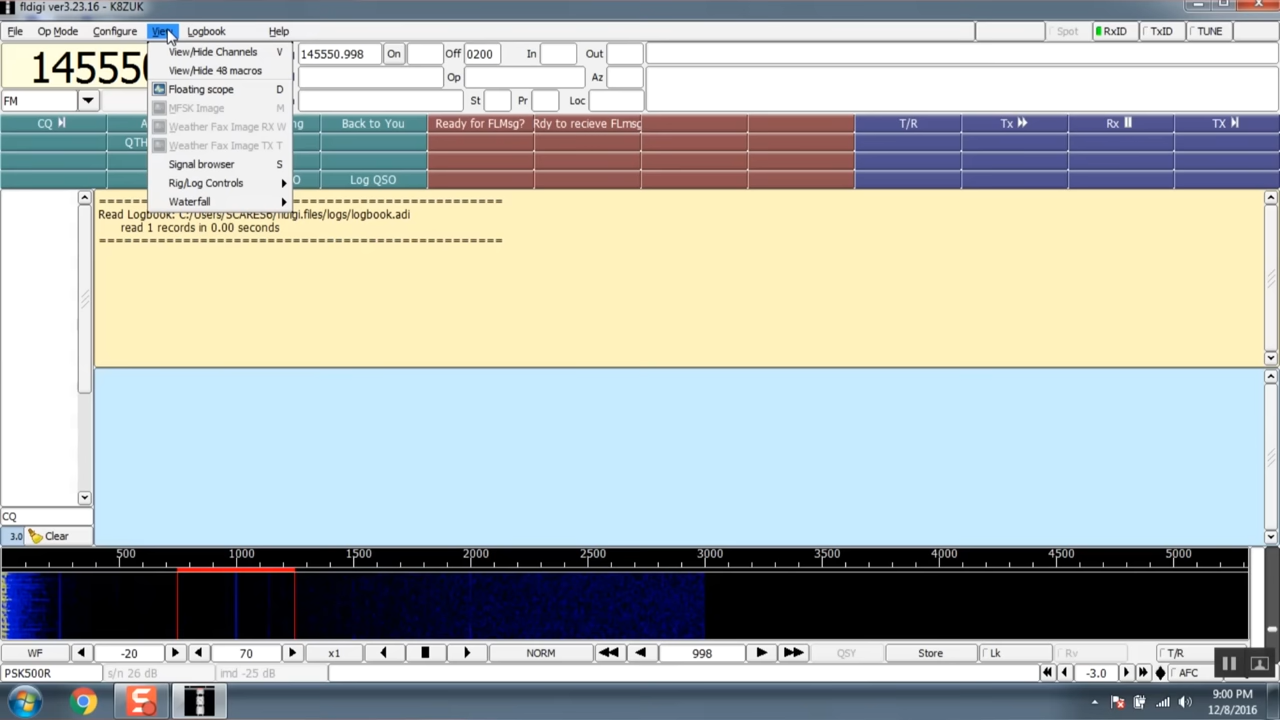 fldigi ver3.23.16 - K8ZUK
File Op Mode Configure View Logbook Help
Spot RxID TxID TUNE
View/Hide Channels V
View/Hide 48 macros
Floating scope D
MFSK Image M
Weather Fax Image RX W
Weather Fax Image TX T
Signal browser S
Rig/Log Controls
Waterfall
145550.998 On Off 0200 In Out
Op Az
FM St Pr Loc
CQ Back to You Ready for FLMsg? Rdy to recieve FLmsg T/R Tx Rx TX
QTH
Log QSO
================================================
Read Logbook: C:/Users/SCARES6/fldigi.files/logs/logbook.adi
read 1 records in 0.00 seconds
================================================
CQ
3.0 Clear
500 1000 1500 2000 2500 3000 3500 4000 4500 5000
WF -20 70 x1 NORM 998 QSY Store Lk Rv T/R
PSK500R s/n 26 dB imd -25 dB -3.0 AFC
9:00 PM
12/8/2016